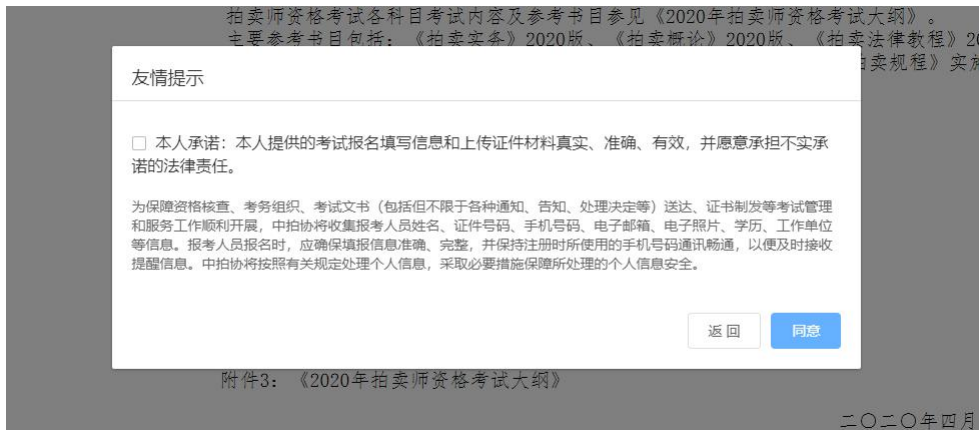 拍卖师资格考试各科目考试内容及参考书目参见《2020年拍卖师资格考试大纲》。
主要参考书目包括：《拍卖实务》2020版、《拍卖概论》2020版、《拍卖法律教程》20
拍卖规程》实施
友情提示
本人承诺：本人提供的考试报名填写信息和上传证件材料真实、准确、有效，并愿意承担不实承
诺的法律责任。
为保障资格核查、考务组织、考试文书（包括但不限于各种通知、告知、处理决定等）送达、证书制发等考试管理
和服务工作顺利开展，中拍协将收集报考人员姓名、证件号码、手机号码、电子邮箱、电子照片、学历、工作单位
等信息。报考人员报名时，应确保填报信息准确、完整，并保持注册时所使用的手机号码通讯畅通，以便及时接收
提醒信息。中拍协将按照有关规定处理个人信息，采取必要措施保障所处理的个人信息安全。
返回 同意
附件3：《2020年拍卖师资格考试大纲》
二〇二〇年四月